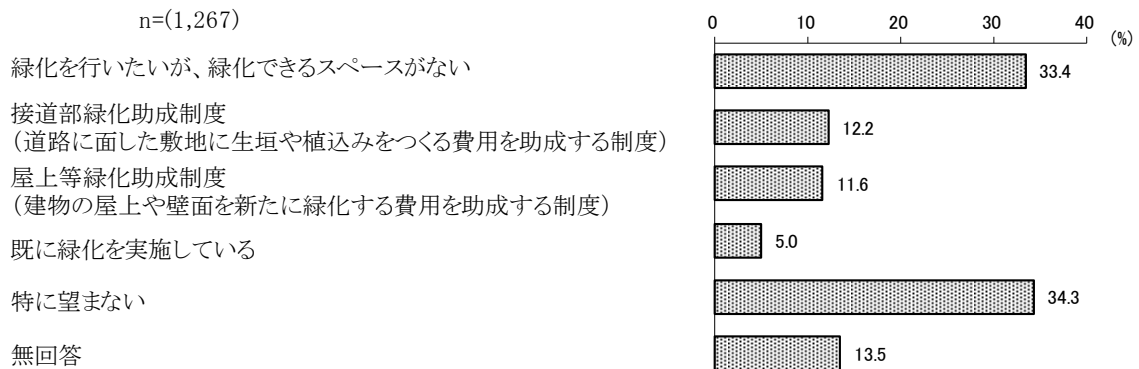 n=(1,267)
0 10 20 30 40
(%)
緑化を行いたいが、緑化できるスペースがない 33.4
接道部緑化助成制度
(道路に面した敷地に生垣や植込みをつくる費用を助成する制度) 12.2
屋上等緑化助成制度
(建物の屋上や壁面を新たに緑化する費用を助成する制度) 11.6
既に緑化を実施している 5.0
特に望まない 34.3
無回答 13.5